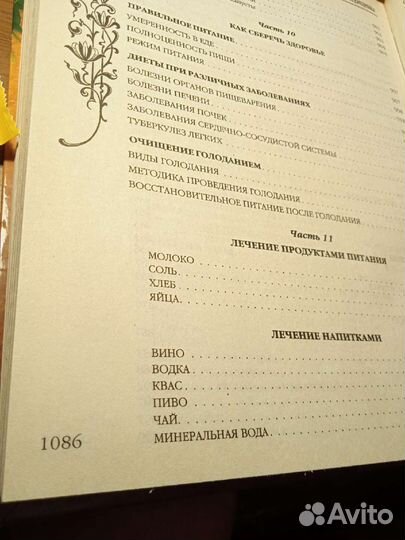 Часть 10
КАК СБЕРЕЧЬ ЗДОРОВЬЕ
ПРАВИЛЬНОЕ ПИТАНИЕ
УМЕРЕННОСТЬ В ЕДЕ
ПОЛНОЦЕННОСТЬ ПИЩИ
РЕЖИМ ПИТАНИЯ
ДИЕТЫ ПРИ РАЗЛИЧНЫХ ЗАБОЛЕВАНИЯХ
БОЛЕЗНИ ОРГАНОВ ПИЩЕВАРЕНИЯ
БОЛЕЗНИ ПЕЧЕНИ
ЗАБОЛЕВАНИЯ ПОЧЕК
ЗАБОЛЕВАНИЯ СЕРДЕЧНО-СОСУДИСТОЙ СИСТЕМЫ
ТУБЕРКУЛЕЗ ЛЕГКИХ
ОЧИЩЕНИЕ ГОЛОДАНИЕМ
ВИДЫ ГОЛОДАНИЯ
МЕТОДИКА ПРОВЕДЕНИЯ ГОЛОДАНИЯ
ВОССТАНОВИТЕЛЬНОЕ ПИТАНИЕ ПОСЛЕ ГОЛОДАНИЯ
Часть 11
ЛЕЧЕНИЕ ПРОДУКТАМИ ПИТАНИЯ
МОЛОКО
СОЛЬ
ХЛЕБ
ЯЙЦА
ЛЕЧЕНИЕ НАПИТКАМИ
ВИНО
ВОДКА
КВАС
ПИВО
ЧАЙ
МИНЕРАЛЬНАЯ ВОДА
1086
Avito